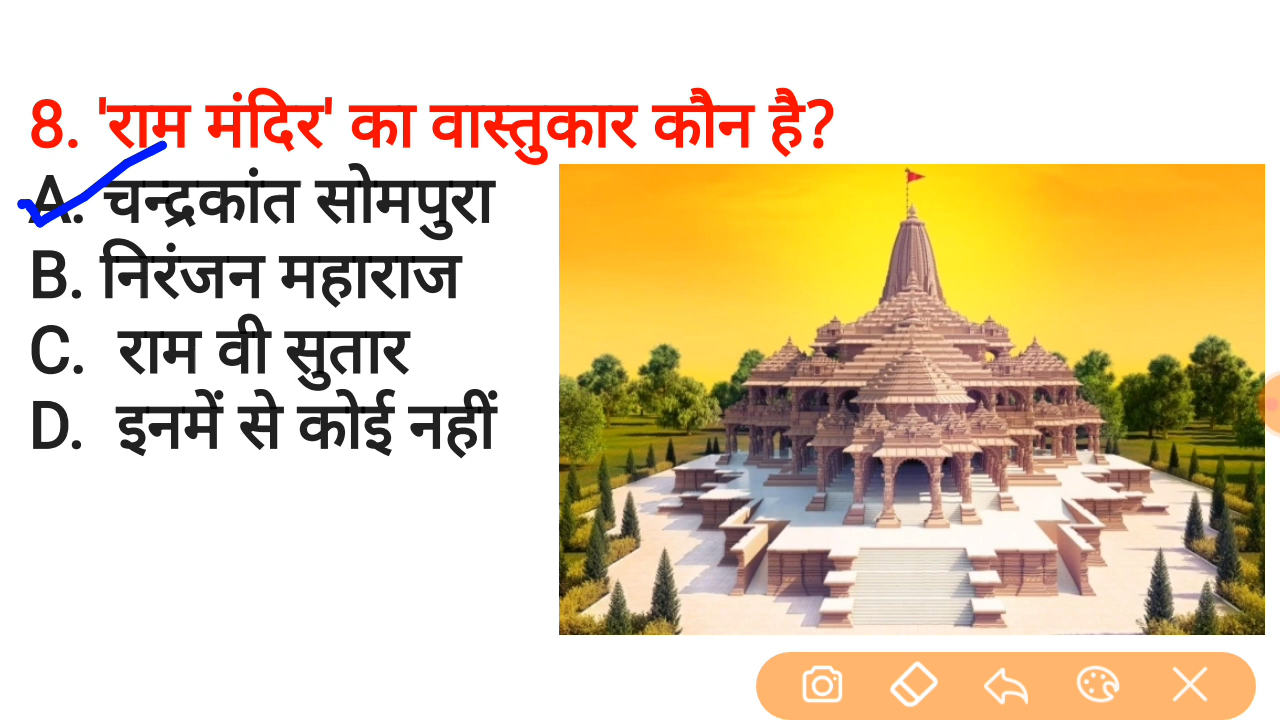 8. 'राम मंदिर' का वास्तुकार कौन है?
A. चन्द्रकांत सोमपुरा
B. निरंजन महाराज
C. राम वी सुतार
D. इनमें से कोई नहीं